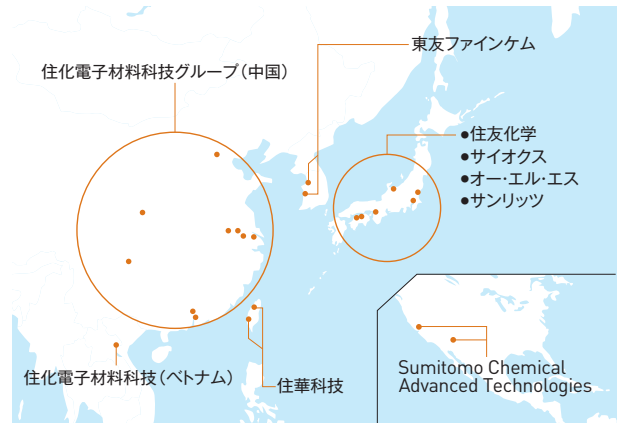 東友ファインケム
住化電子材料科技グループ（中国）
●住友化学
●サイオクス
●オー・エル・エス
●サンリッツ
Sumitomo Chemical
Advanced Technologies
住化電子材料科技（ベトナム）
住華科技